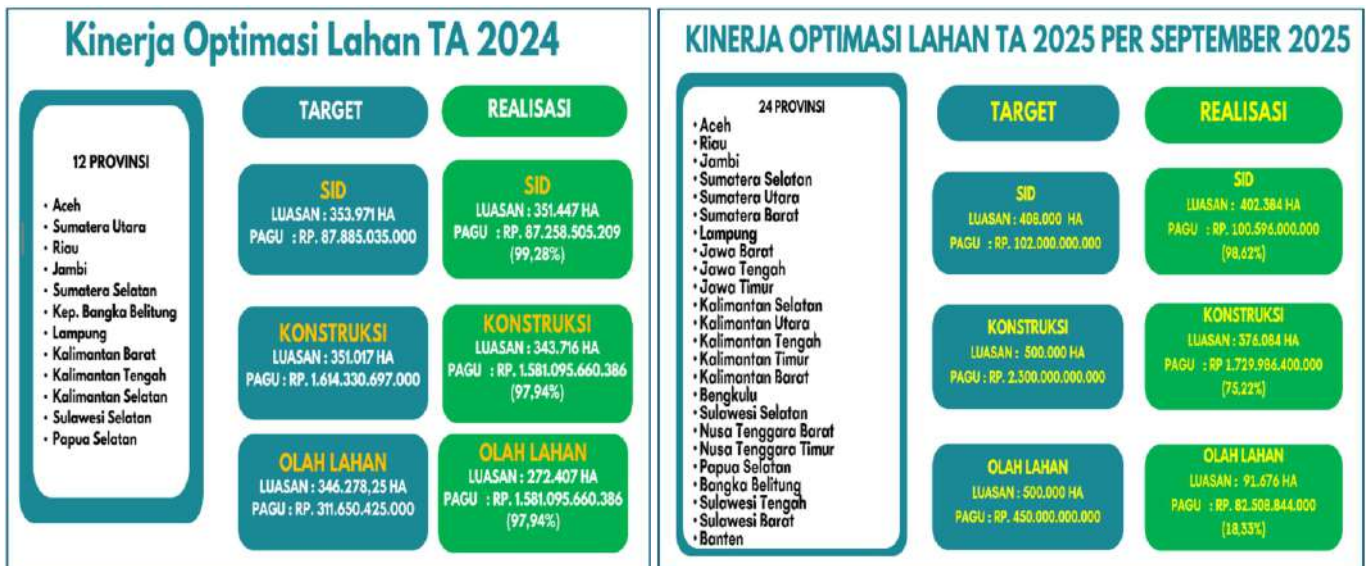 Kinerja Optimasi Lahan TA 2024
12 PROVINSI
• Aceh
• Sumatera Utara
• Riau
• Jambi
• Sumatera Selatan
• Kep. Bangka Belitung
• Lampung
• Kalimantan Barat
• Kalimantan Tengah
• Kalimantan Selatan
• Sulawesi Selatan
• Papua Selatan
TARGET
SID
LUASAN : 353.971 HA
PAGU : RP. 87.885.035.000
KONSTRUKSI
LUASAN : 351.017 HA
PAGU : RP. 1.614.330.697.000
OLAH LAHAN
LUASAN : 346.278,25 HA
PAGU : RP. 311.650.425.000
REALISASI
SID
LUASAN : 351.447 HA
PAGU : RP. 87.258.505.209
(99,28%)
KONSTRUKSI
LUASAN : 343.716 HA
PAGU : RP. 1.581.095.660.386
(97,94%)
OLAH LAHAN
LUASAN : 272.407 HA
PAGU : RP. 1.581.095.660.386
(97,94%)
KINERJA OPTIMASI LAHAN TA 2025 PER SEPTEMBER 2025
24 PROVINSI
• Aceh
• Riau
• Jambi
• Sumatera Selatan
• Sumatera Utara
• Sumatera Barat
• Lampung
• Jawa Barat
• Jawa Tengah
• Jawa Timur
• Kalimantan Selatan
• Kalimantan Utara
• Kalimantan Tengah
• Kalimantan Timur
• Kalimantan Barat
• Bengkulu
• Sulawesi Selatan
• Nusa Tenggara Barat
• Nusa Tenggara Timur
• Papua Selatan
• Bangka Belitung
• Sulawesi Tengah
• Sulawesi Barat
• Banten
TARGET
SID
LUASAN : 408.000 HA
PAGU : RP. 102.000.000.000
KONSTRUKSI
LUASAN : 500.000 HA
PAGU : RP. 2.300.000.000.000
OLAH LAHAN
LUASAN : 500.000 HA
PAGU : RP. 450.000.000.000
REALISASI
SID
LUASAN : 402.384 HA
PAGU : RP. 100.596.000.000
(98,62%)
KONSTRUKSI
LUASAN : 376.084 HA
PAGU : RP 1.729.986.400.000
(75,22%)
OLAH LAHAN
LUASAN : 91.676 HA
PAGU : RP. 82.508.844.000
(18,33%)